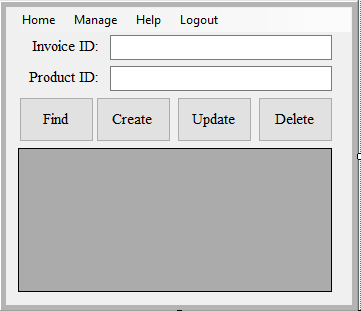 Home Manage Help Logout
Invoice ID:
Product ID:
Find Create Update Delete